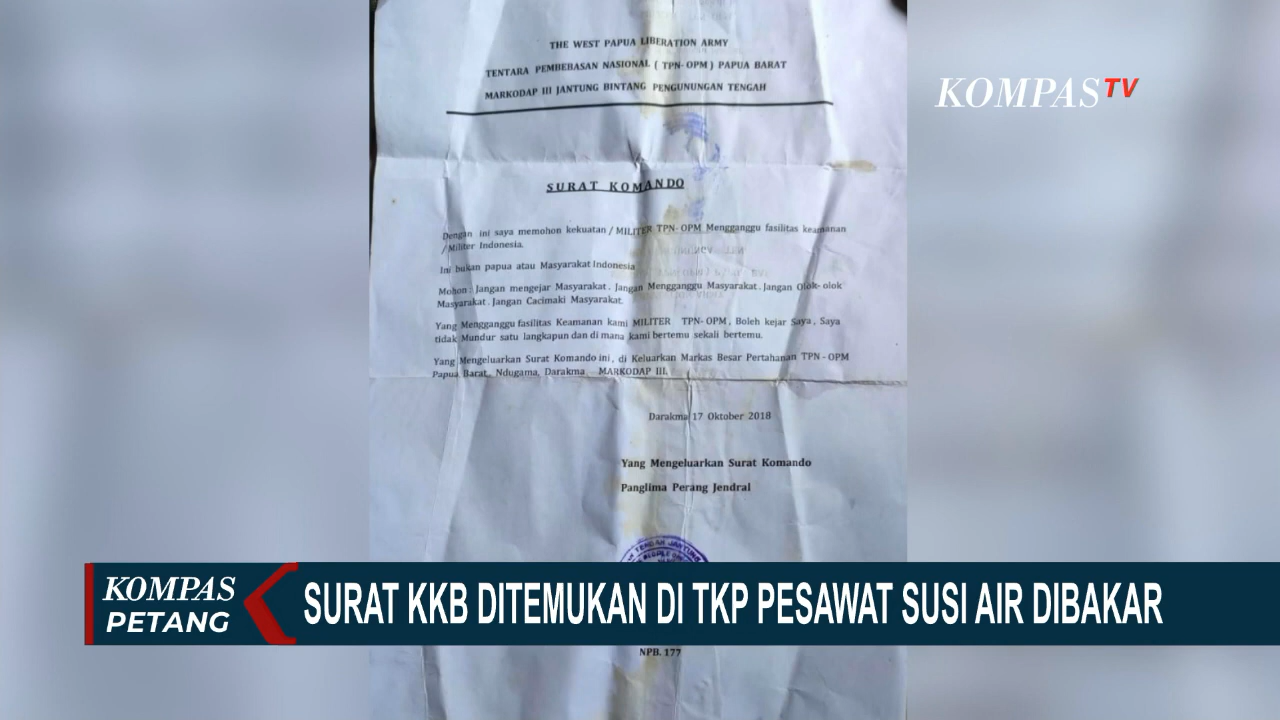 THE WEST PAPUA LIBERATION ARMY
TENTARA PEMBEBASAN NASIONAL ( TPN-OPM ) PAPUA BARAT
MARKODAP III JANTUNG BINTANG PENGUNUNGAN TENGAH
KOMPAS TV
SURAT KOMANDO
Dengan ini saya memohon kekuatan / MILITER TPN-OPM Mengganggu fasilitas keamanan
/ Militer Indonesia.
Ini bukan papua atau Masyarakat Indonesia
Mohon : Jangan mengejar Masyarakat. Jangan Mengganggu Masyarakat. Jangan Olok-olok
Masyarakat. Jangan Cacimaki Masyarakat.
Yang Mengganggu fasilitas Keamanan kami MILITER TPN-OPM, Boleh kejar Saya, Saya
tidak Mundur satu langkapun dan di mana kami bertemu sekali bertemu.
Yang Mengeluarkan Surat Komando ini, di Keluarkan Markas Besar Pertahanan TPN-OPM
Papua Barat, Ndugama, Darakma MARKODAP III.
Darakma 17 Oktober 2018
Yang Mengeluarkan Surat Komando
Panglima Perang Jendral
TENGAH JANTUNG
KOMPAS
PETANG
SURAT KKB DITEMUKAN DI TKP PESAWAT SUSI AIR DIBAKAR
NPB. 177